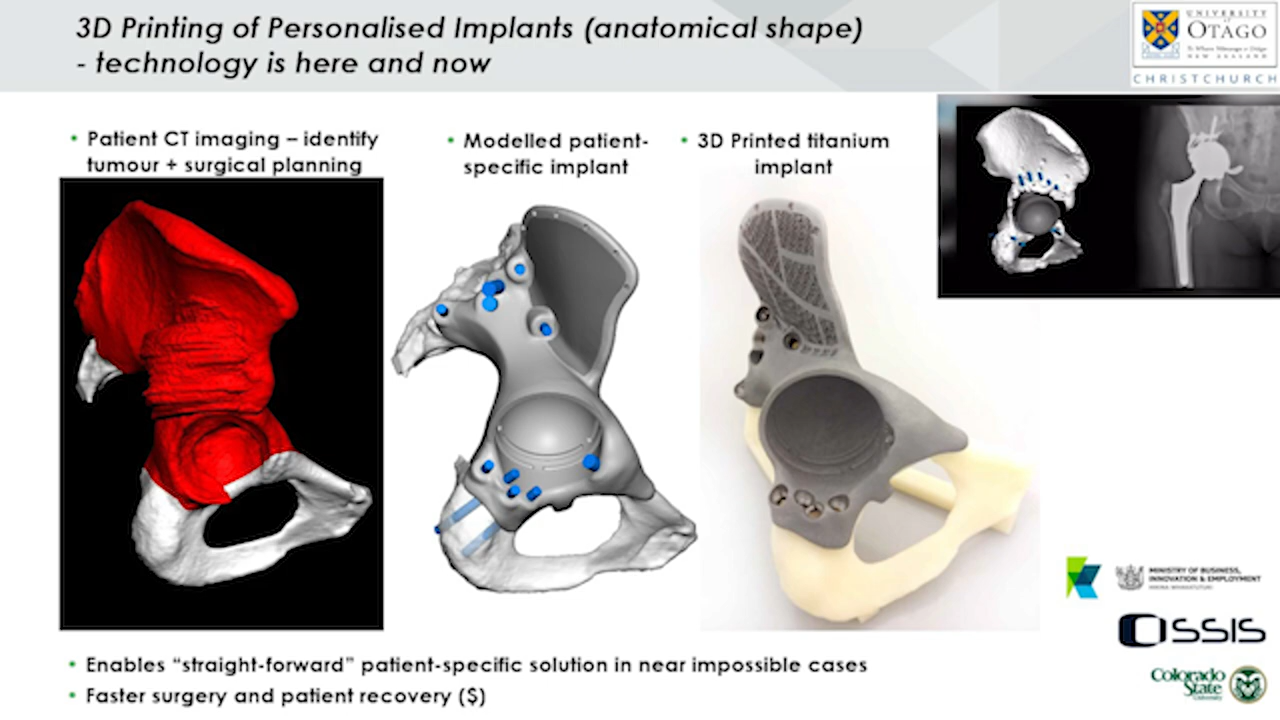 3D Printing of Personalised Implants (anatomical shape)
- technology is here and now
UNIVERSITY
of
OTAGO
Te Whare Wānanga o Otāgo
NEW ZEALAND
CHRISTCHURCH
• Patient CT imaging – identify
tumour + surgical planning
• Modelled patient-
specific implant
• 3D Printed titanium
implant
MINISTRY OF BUSINESS,
INNOVATION & EMPLOYMENT
HĪKINA WHAKATUTUKI
OSSIS
Colorado
State
University
• Enables “straight-forward” patient-specific solution in near impossible cases
• Faster surgery and patient recovery ($)